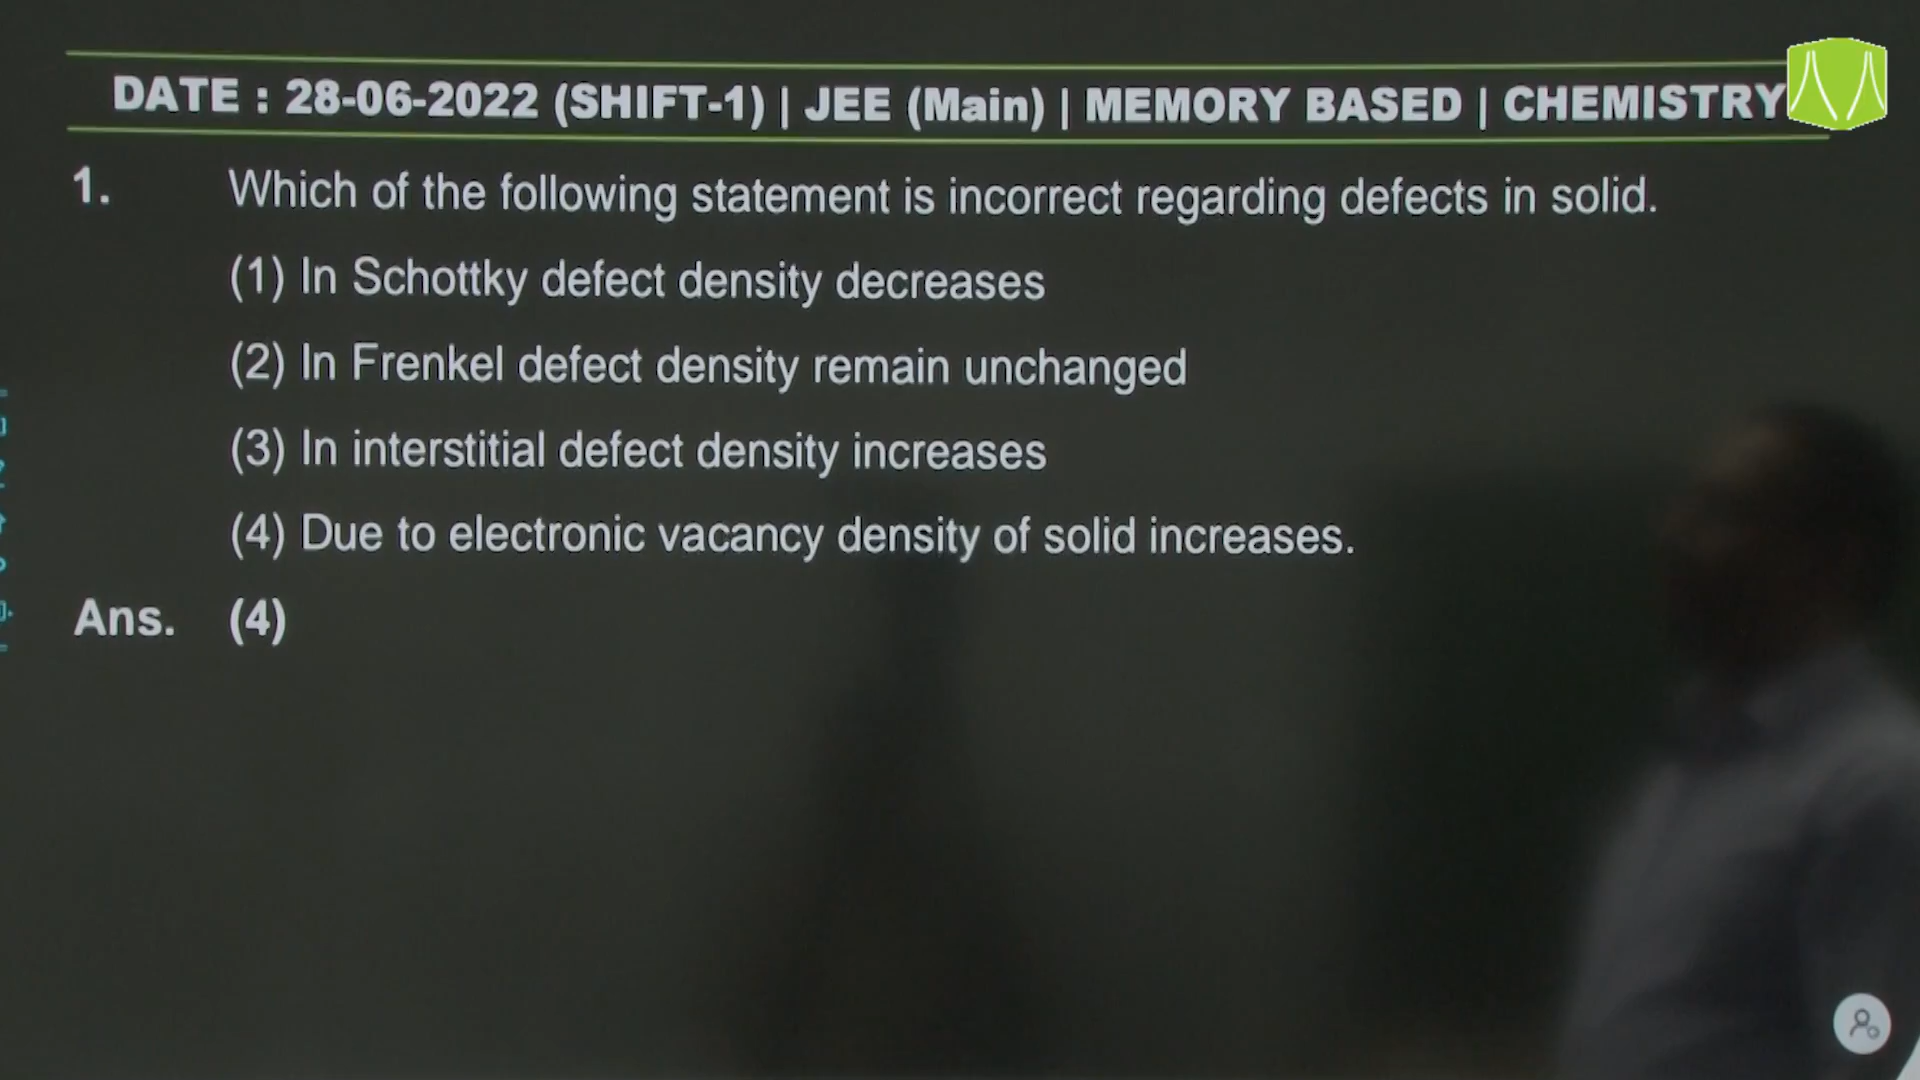 DATE : 28-06-2022 (SHIFT-1) | JEE (Main) | MEMORY BASED | CHEMISTRY
1. Which of the following statement is incorrect regarding defects in solid.
(1) In Schottky defect density decreases
(2) In Frenkel defect density remain unchanged
(3) In interstitial defect density increases
(4) Due to electronic vacancy density of solid increases.
Ans. (4)